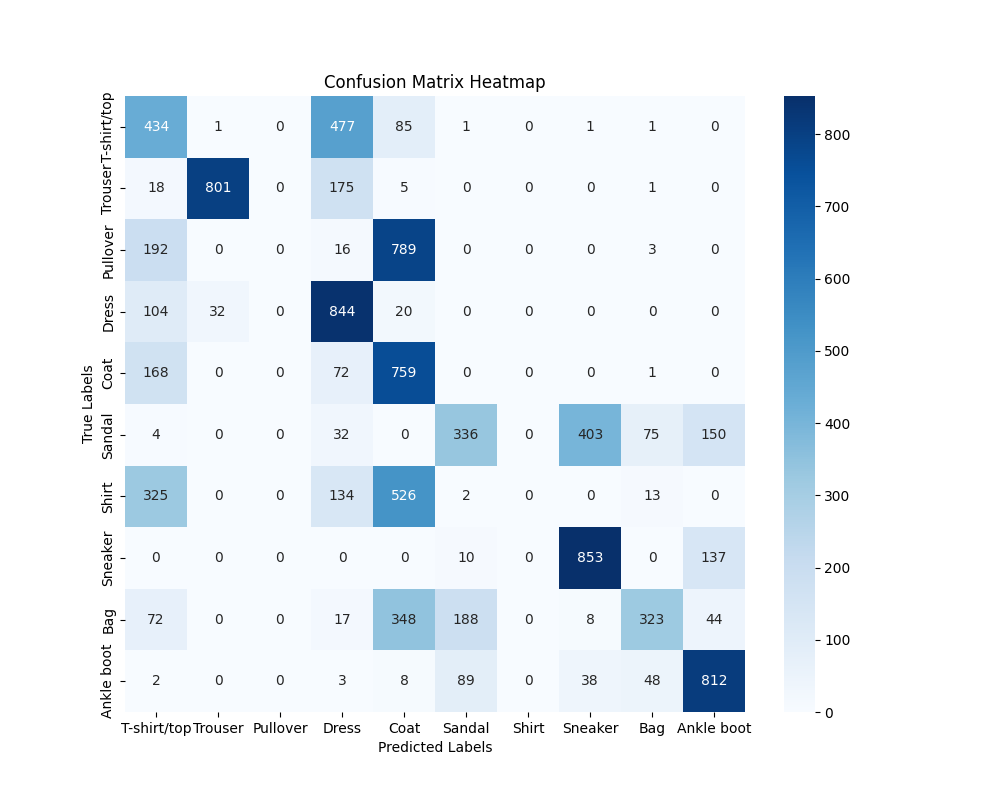 Confusion Matrix Heatmap
T-shirt/top 434 1 0 477 85 1 0 1 1 0
Trouser 18 801 0 175 5 0 0 0 1 0
Pullover 192 0 0 16 789 0 0 0 3 0
Dress 104 32 0 844 20 0 0 0 0 0
Coat 168 0 0 72 759 0 0 0 1 0
Sandal 4 0 0 32 0 336 0 403 75 150
Shirt 325 0 0 134 526 2 0 0 13 0
Sneaker 0 0 0 0 0 10 0 853 0 137
Bag 72 0 0 17 348 188 0 8 323 44
Ankle boot 2 0 0 3 8 89 0 38 48 812
T-shirt/top Trouser Pullover Dress Coat Sandal Shirt Sneaker Bag Ankle boot
Predicted Labels
True Labels
800
700
600
500
400
300
200
100
0